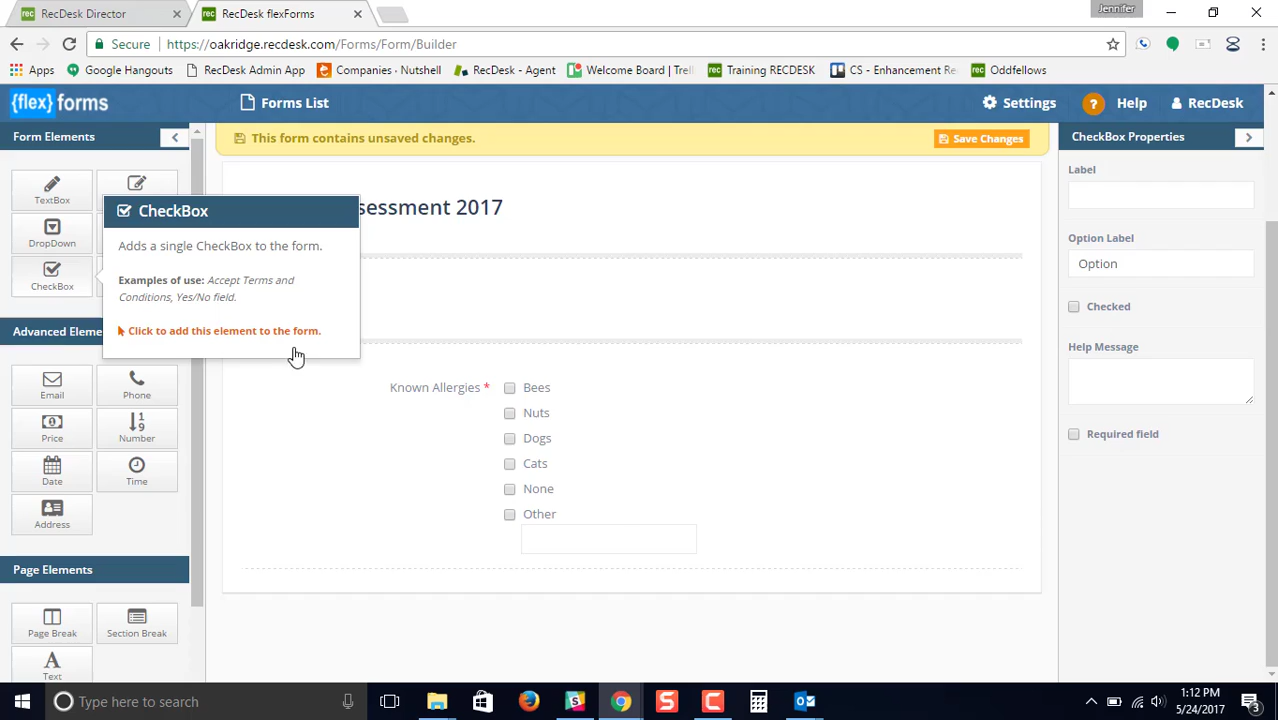 Jennifer
RecDesk Director
RecDesk flexForms
Secure
https://oakridge.recdesk.com/Forms/Form/Builder
Apps
Google Hangouts
RecDesk Admin App
Companies · Nutshell
RecDesk - Agent
Welcome Board | Trel
Training RECDESK
CS - Enhancement Re
Oddfellows
{flex}forms
Forms List
Settings
? Help
RecDesk
Form Elements
This form contains unsaved changes.
Save Changes
CheckBox Properties
TextBox
DropDown
CheckBox
CheckBox
Adds a single CheckBox to the form.
Examples of use: Accept Terms and
Conditions, Yes/No field.
Click to add this element to the form.
sessment 2017
Label
Option Label
Option
Checked
Help Message
Required field
Advanced Eleme
Email
Phone
Price
Number
Date
Time
Address
Known Allergies *
Bees
Nuts
Dogs
Cats
None
Other
Page Elements
Page Break
Section Break
Text
Type here to search
1:12 PM
5/24/2017
3